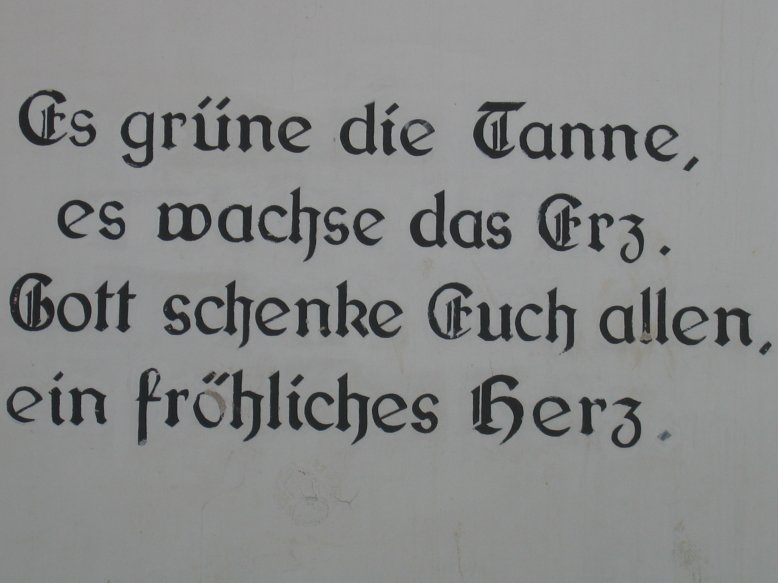 Es grüne die Tanne,
es wachse das Erz.
Gott schenke Euch allen,
ein fröhliches Herz.